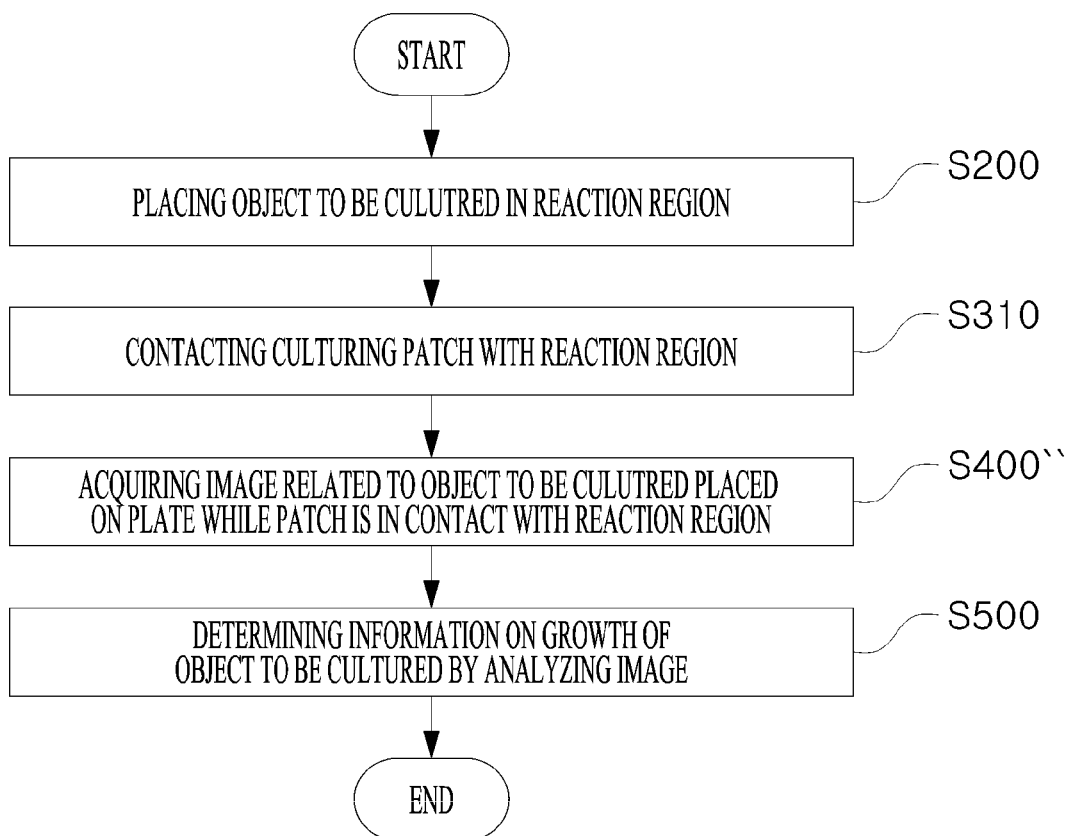 START
PLACING OBJECT TO BE CULUTRED IN REACTION REGION
S200
CONTACTING CULTURING PATCH WITH REACTION REGION
S310
ACQUIRING IMAGE RELATED TO OBJECT TO BE CULUTRED PLACED
ON PLATE WHILE PATCH IS IN CONTACT WITH REACTION REGION
S400``
DETERMINING INFORMATION ON GROWTH OF
OBJECT TO BE CULTURED BY ANALYZING IMAGE
S500
END